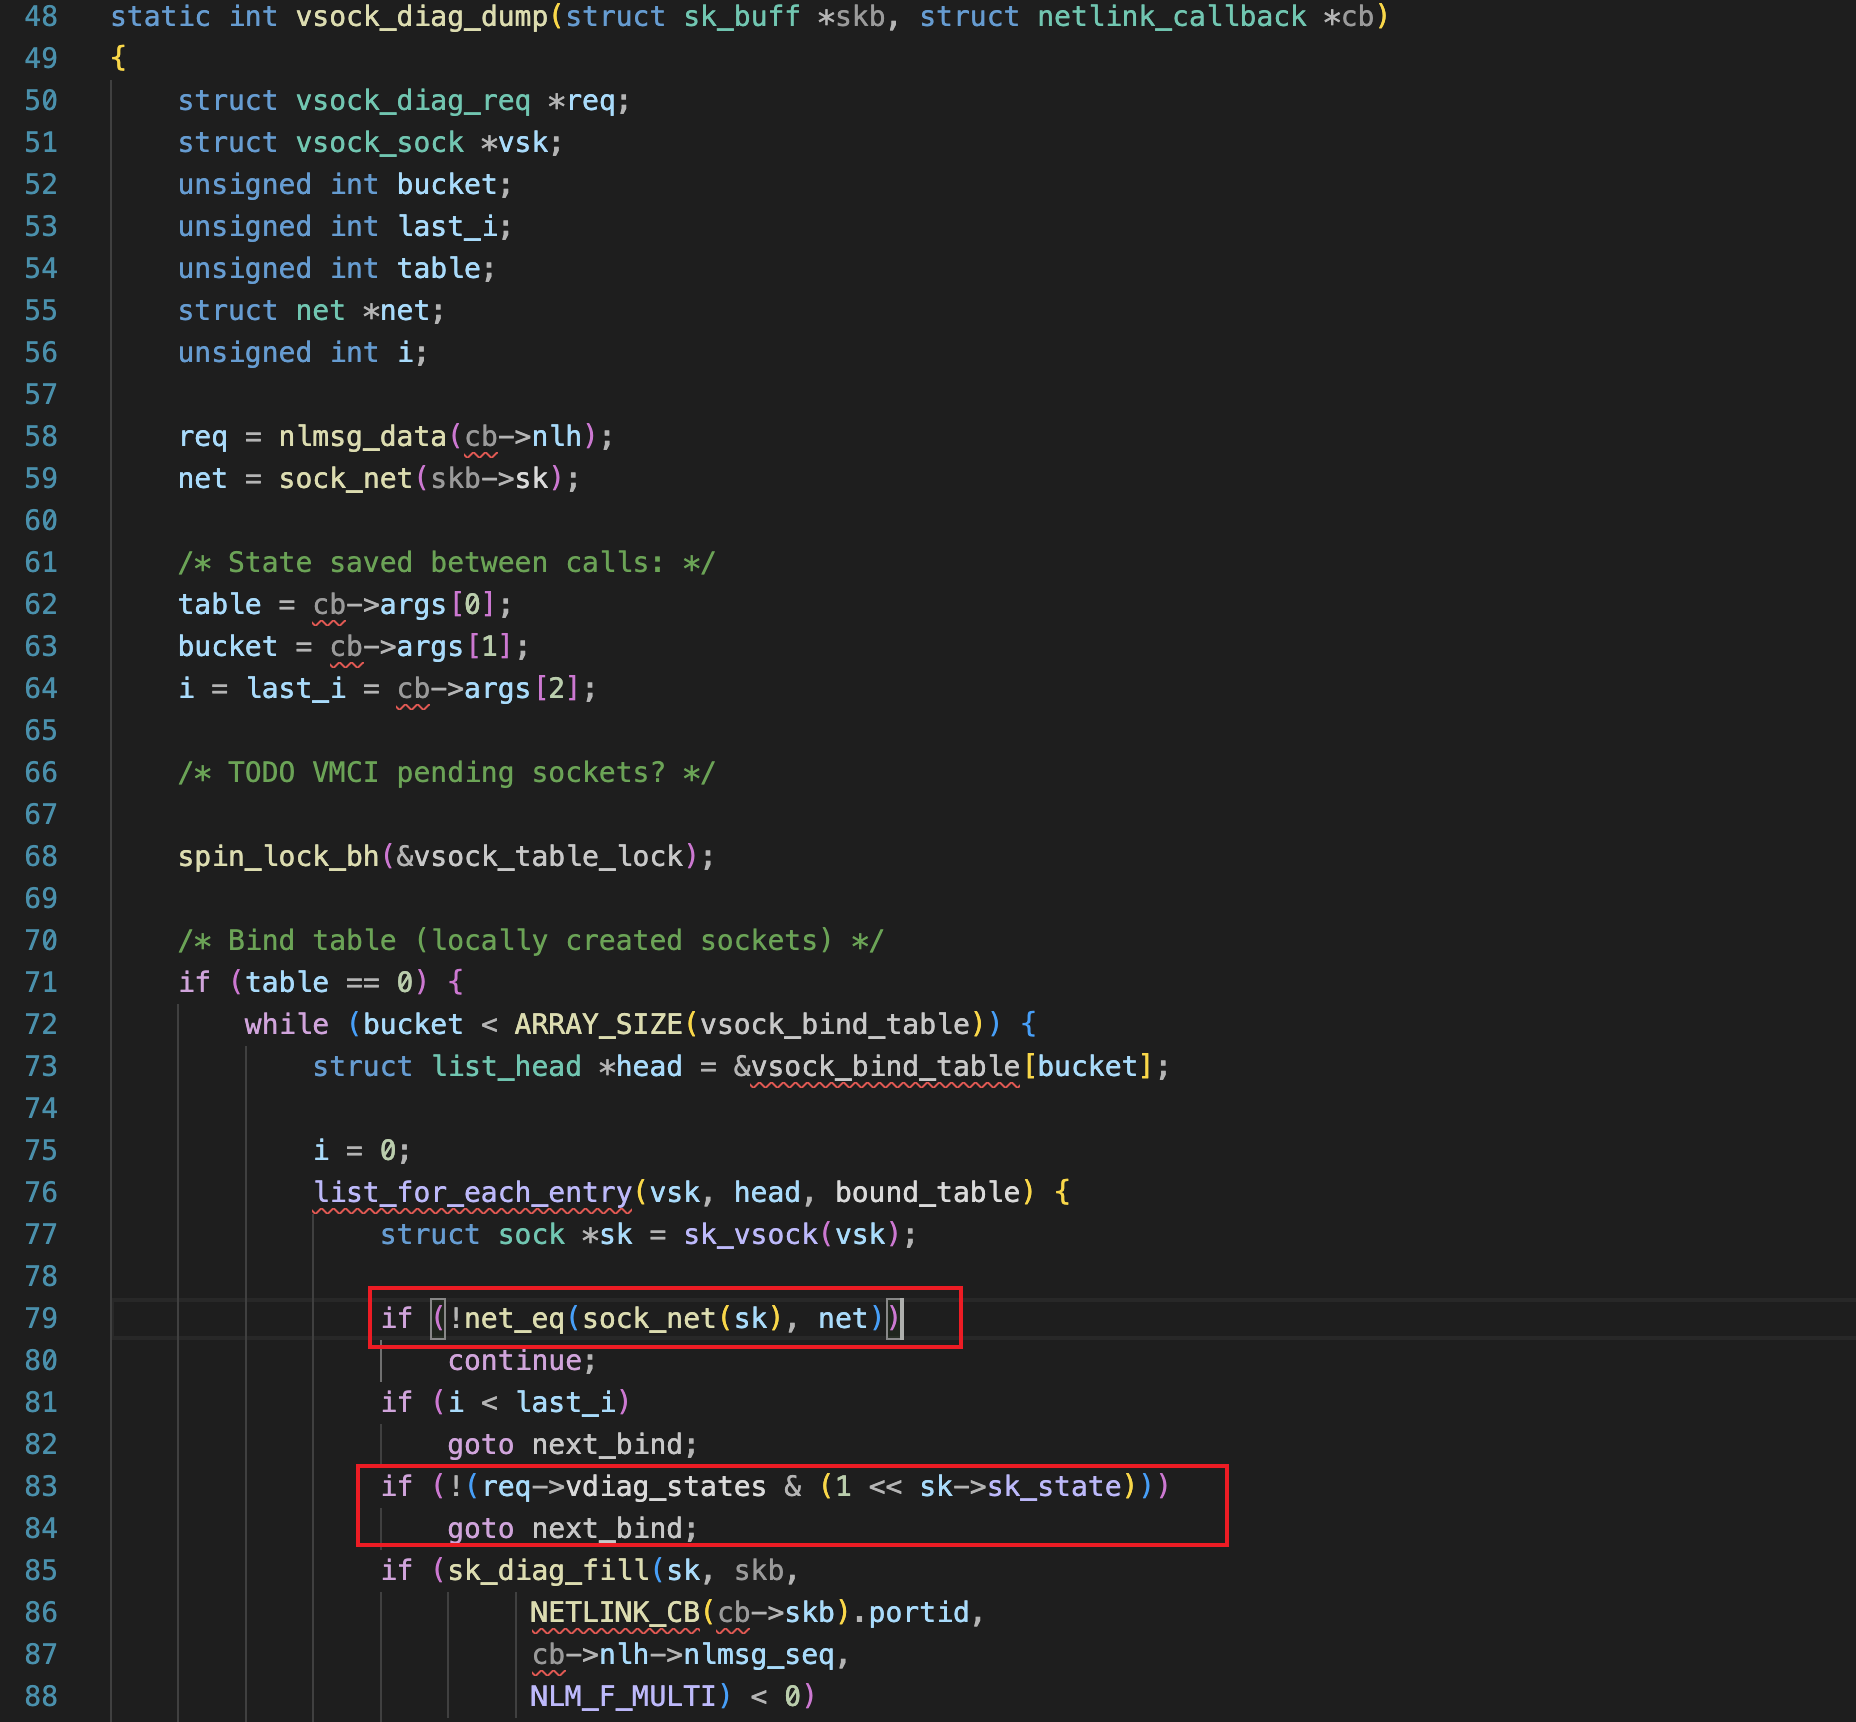 48 static int vsock_diag_dump(struct sk_buff *skb, struct netlink_callback *cb)
49 {
50     struct vsock_diag_req *req;
51     struct vsock_sock *vsk;
52     unsigned int bucket;
53     unsigned int last_i;
54     unsigned int table;
55     struct net *net;
56     unsigned int i;
57
58     req = nlmsg_data(cb->nlh);
59     net = sock_net(skb->sk);
60
61     /* State saved between calls: */
62     table = cb->args[0];
63     bucket = cb->args[1];
64     i = last_i = cb->args[2];
65
66     /* TODO VMCI pending sockets? */
67
68     spin_lock_bh(&vsock_table_lock);
69
70     /* Bind table (locally created sockets) */
71     if (table == 0) {
72         while (bucket < ARRAY_SIZE(vsock_bind_table)) {
73             struct list_head *head = &vsock_bind_table[bucket];
74
75             i = 0;
76             list_for_each_entry(vsk, head, bound_table) {
77                 struct sock *sk = sk_vsock(vsk);
78
79                 if (!net_eq(sock_net(sk), net))
80                     continue;
81                 if (i < last_i)
82                     goto next_bind;
83                 if (!(req->vdiag_states & (1 << sk->sk_state)))
84                     goto next_bind;
85                 if (sk_diag_fill(sk, skb,
86                          NETLINK_CB(cb->skb).portid,
87                          cb->nlh->nlmsg_seq,
88                          NLM_F_MULTI) < 0)